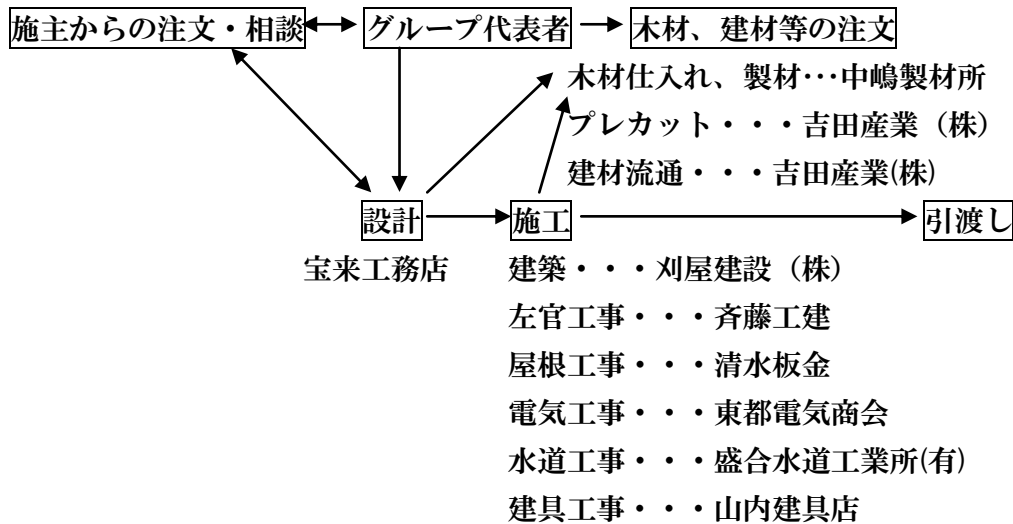 施主からの注文・相談 グループ代表者 木材、建材等の注文
木材仕入れ、製材･･･中嶋製材所
プレカット・・・吉田産業（株）
建材流通・・・吉田産業(株)
設計 施工 引渡し
宝来工務店 建築・・・刈屋建設（株）
左官工事・・・斉藤工建
屋根工事・・・清水板金
電気工事・・・東都電気商会
水道工事・・・盛合水道工業所(有)
建具工事・・・山内建具店